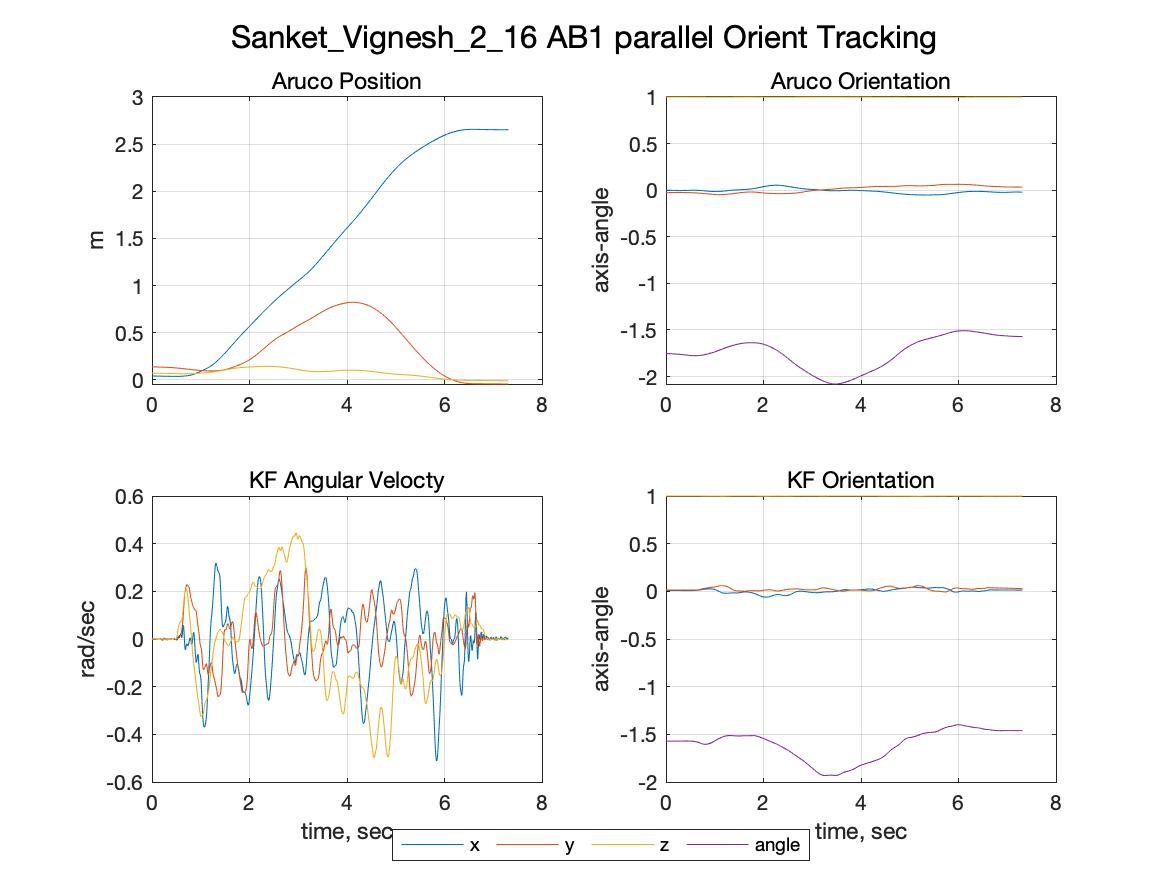 Sanket_Vignesh_2_16 AB1 parallel Orient Tracking
Aruco Position
3
2.5
2
1.5
1
0.5
0
m
0 2 4 6 8
Aruco Orientation
1
0.5
0
-0.5
-1
-1.5
-2
axis-angle
0 2 4 6 8
KF Angular Velocty
0.6
0.4
0.2
0
-0.2
-0.4
-0.6
rad/sec
0 2 4 6 8
time, sec
KF Orientation
1
0.5
0
-0.5
-1
-1.5
-2
axis-angle
0 2 4 6 8
time, sec
x y z angle